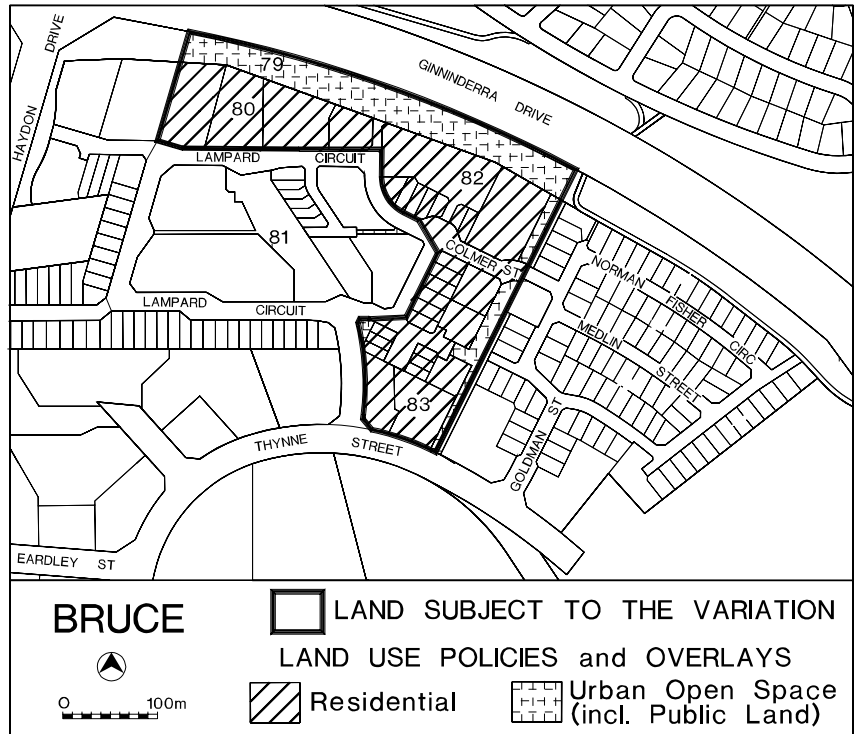 HAYDON DRIVE
79
GINNINDERRA DRIVE
80
LAMPARD CIRCUIT
82
81
COLMER ST
NORMAN FISHER CIRC
LAMPARD CIRCUIT
MEDLIN STREET
83
GOLDMAN ST
THYNNE STREET
EARDLEY ST
BRUCE
LAND SUBJECT TO THE VARIATION
LAND USE POLICIES and OVERLAYS
0 100m
Residential
Urban Open Space
(incl. Public Land)